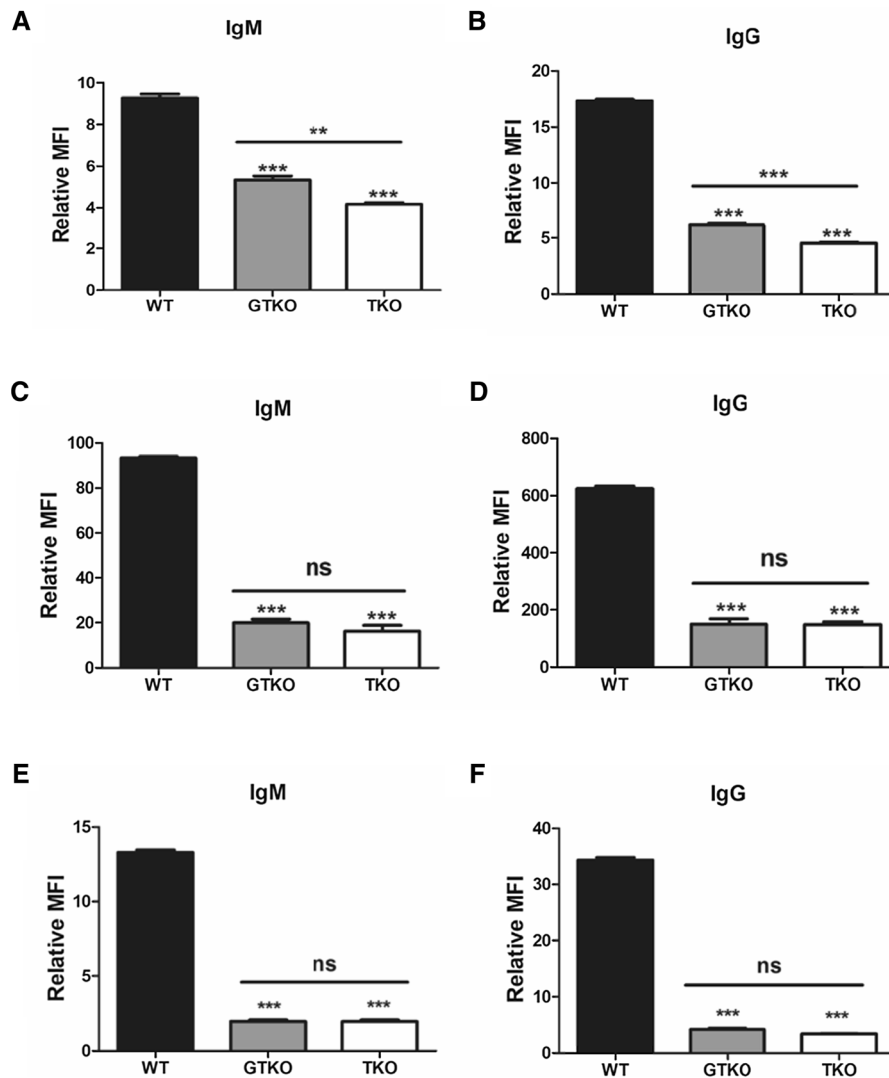 A
IgM
Relative MFI
10
8
6
4
2
0
**
***
***
WT
GTKO
TKO
B
IgG
Relative MFI
20
15
10
5
0
***
***
***
WT
GTKO
TKO
C
IgM
Relative MFI
100
80
60
40
20
0
ns
***
***
WT
GTKO
TKO
D
IgG
Relative MFI
800
600
400
200
0
ns
***
***
WT
GTKO
TKO
E
IgM
Relative MFI
15
10
5
0
ns
***
***
WT
GTKO
TKO
F
IgG
Relative MFI
40
30
20
10
0
ns
***
***
WT
GTKO
TKO